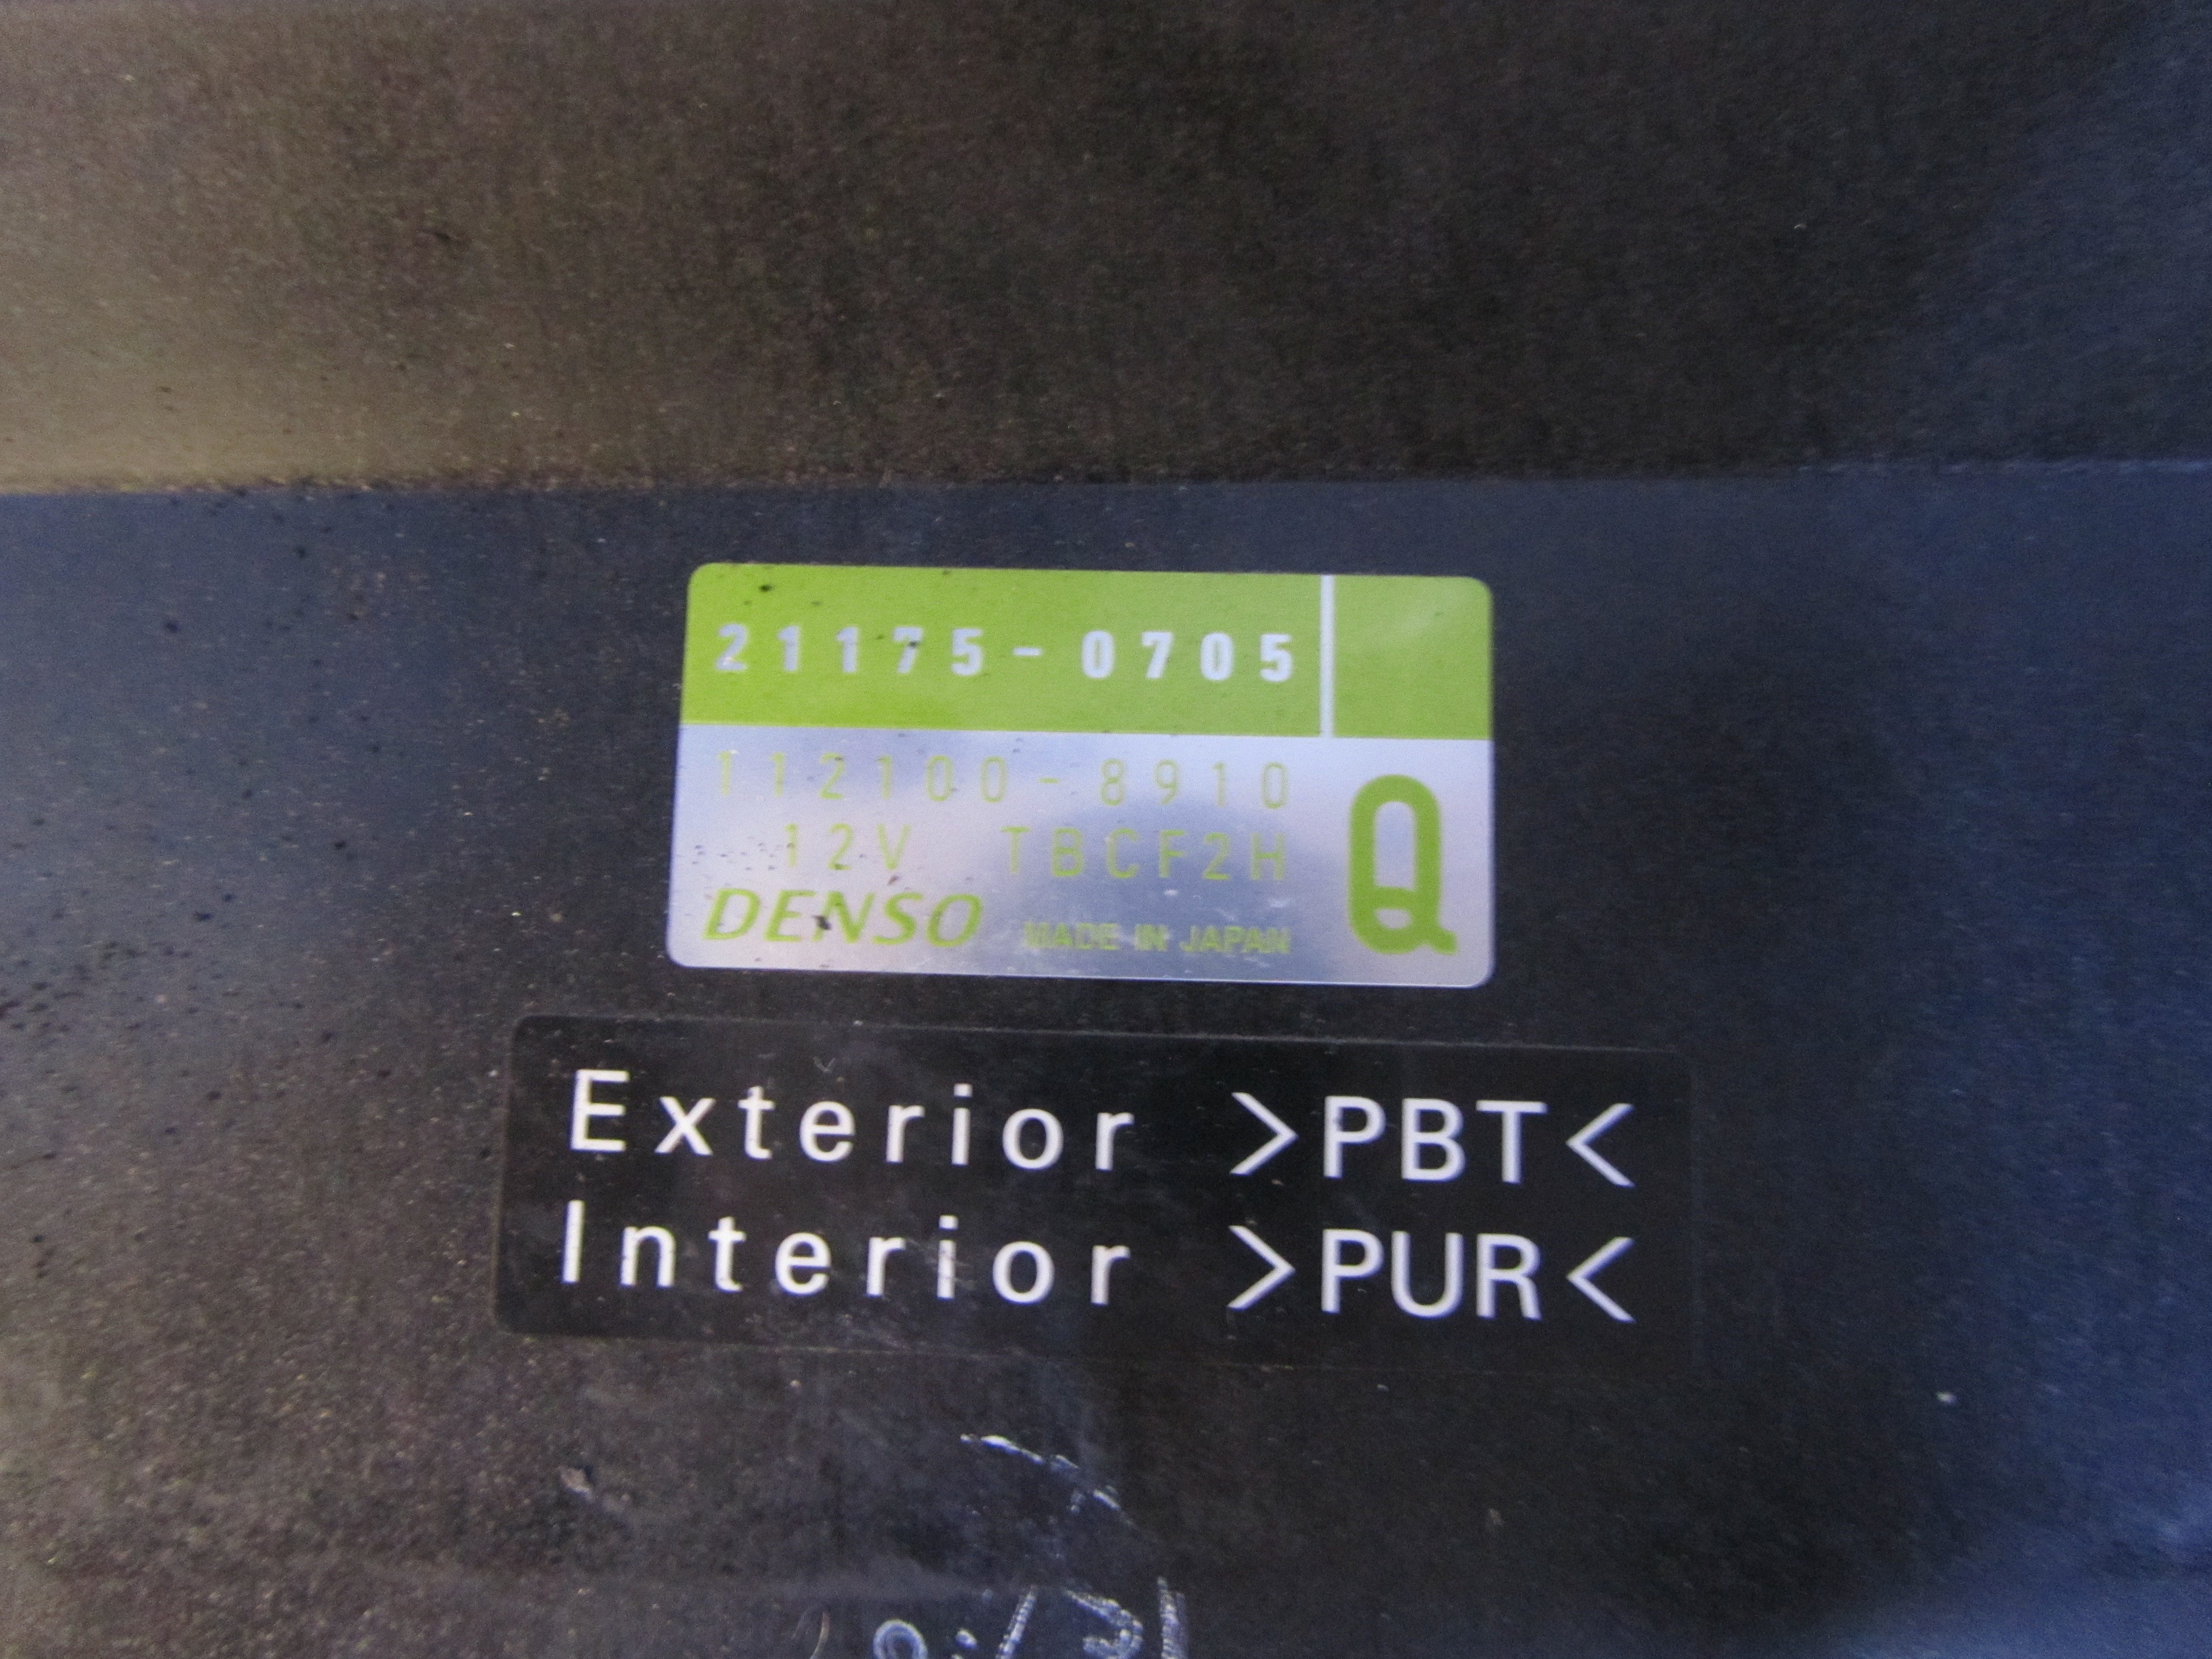 21175-0705
112100-8910
12V TBCF2H
Q
DENSO MADE IN JAPAN
Exterior >PBT<
Interior >PUR<